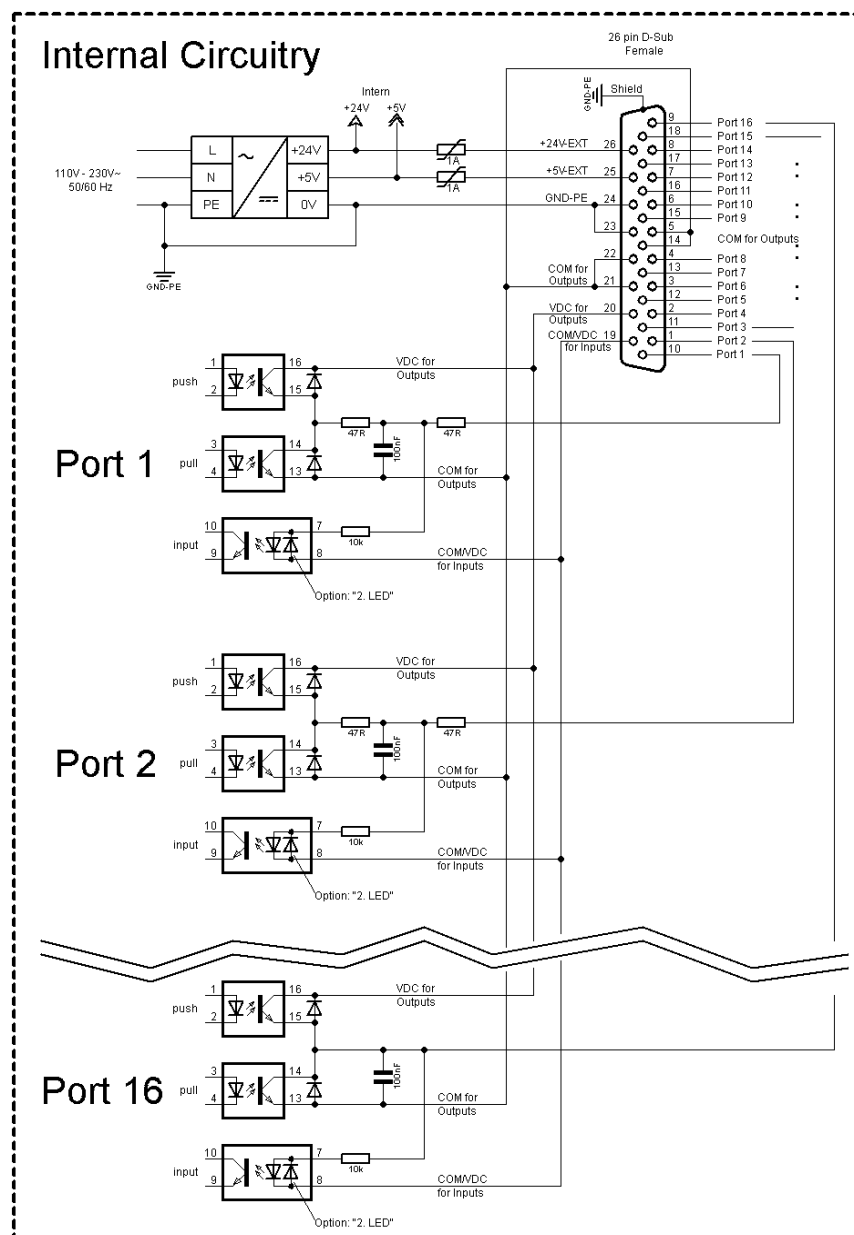 Internal Circuitry
26 pin D-Sub
Female
GND-PE
Shield
Intern
+24V
+5V
110V - 230V~
50/60 Hz
L
N
PE
~
+24V
+5V
0V
GND-PE
1A
1A
+24V-EXT 26
+5V-EXT 25
GND-PE 24
23
22
COM for
Outputs
21
VDC for
Outputs
20
COM/VDC 19
for Inputs
9 Port 16
18 Port 15
8 Port 14
17 Port 13
7 Port 12
16 Port 11
6 Port 10
15 Port 9
5
14 COM for Outputs
4 Port 8
13 Port 7
3 Port 6
12 Port 5
2 Port 4
11 Port 3
1 Port 2
10 Port 1
Port 1
push
1
2
16
15
VDC for
Outputs
47R
100nF
47R
pull
3
4
14
13
COM for
Outputs
input
10
9
7
8
10k
COM/VDC
for Inputs
Option: "2. LED"
Port 2
push
1
2
16
15
VDC for
Outputs
47R
100nF
47R
pull
3
4
14
13
COM for
Outputs
input
10
9
7
8
10k
COM/VDC
for Inputs
Option: "2. LED"
Port 16
push
1
2
16
15
VDC for
Outputs
100nF
pull
3
4
14
13
COM for
Outputs
input
10
9
7
8
10k
COM/VDC
for Inputs
Option: "2. LED"